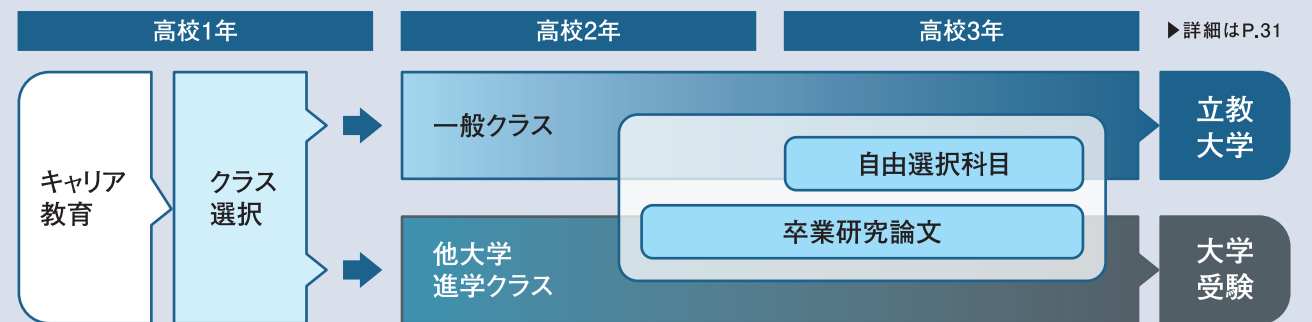 高校1年
高校2年
高校3年
▶詳細はP.31
キャリア
教育
クラス
選択
一般クラス
自由選択科目
卒業研究論文
他大学
進学クラス
立教
大学
大学
受験